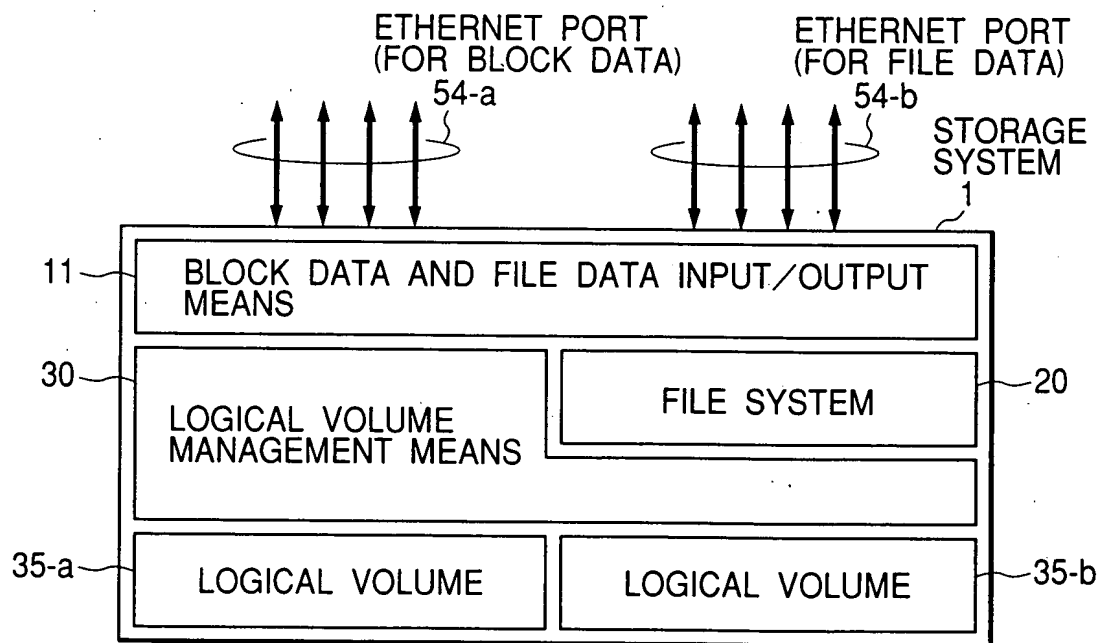 ETHERNET PORT
(FOR BLOCK DATA)
54-a
ETHERNET PORT
(FOR FILE DATA)
54-b
STORAGE
SYSTEM
1
11
BLOCK DATA AND FILE DATA INPUT/OUTPUT
MEANS
30
LOGICAL VOLUME
MANAGEMENT MEANS
FILE SYSTEM
20
35-a
LOGICAL VOLUME
LOGICAL VOLUME
35-b